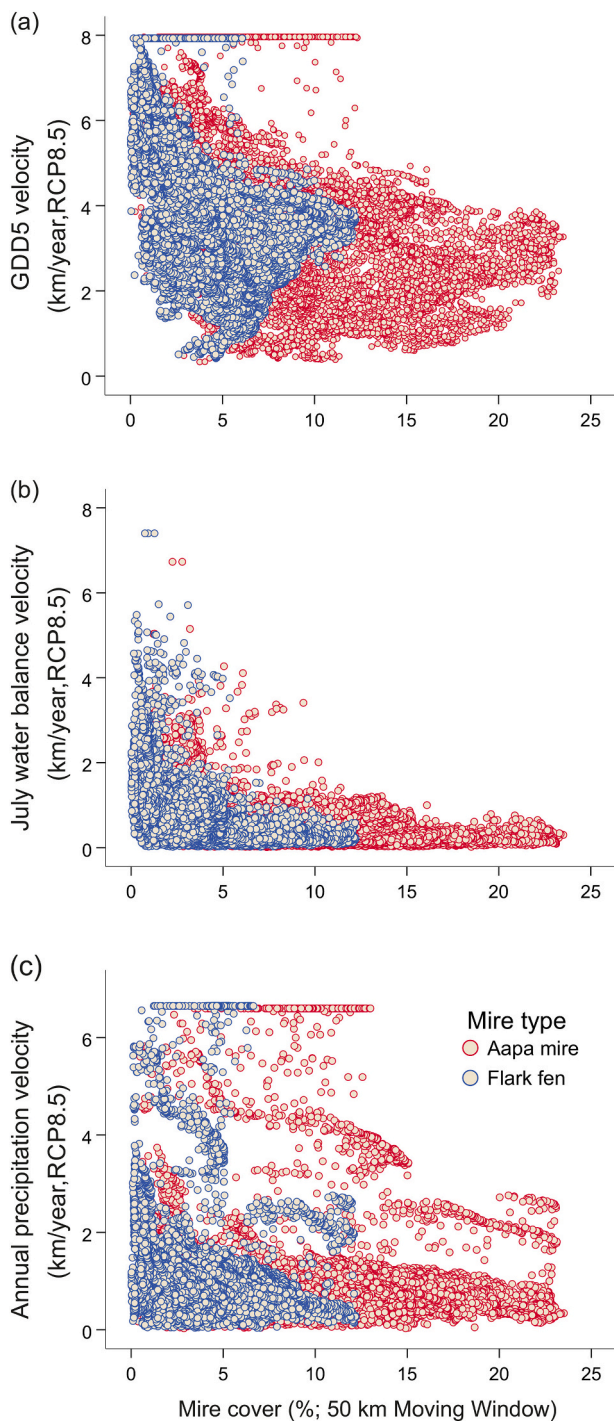 (a)
8
6
4
2
0
GDD5 velocity
(km/year,RCP8.5)
0 5 10 15 20 25
(b)
8
6
4
2
0
July water balance velocity
(km/year,RCP8.5)
0 5 10 15 20 25
(c)
6
4
2
0
Annual precipitation velocity
(km/year,RCP8.5)
Mire type
Aapa mire
Flark fen
0 5 10 15 20 25
Mire cover (%; 50 km Moving Window)